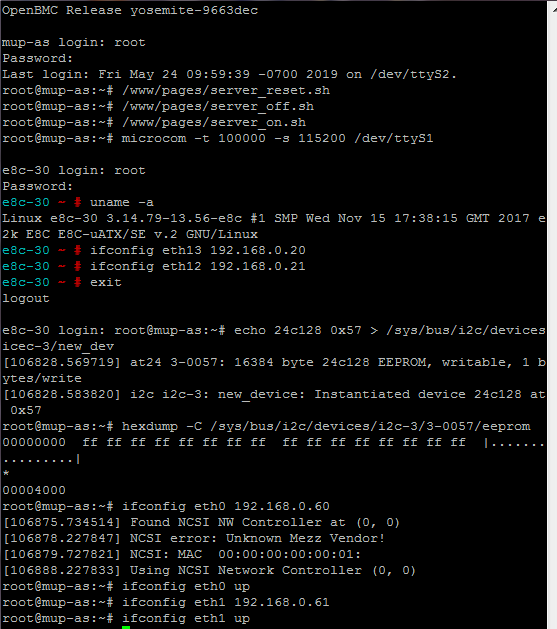 OpenBMC Release yosemite-9663dec
mup-as login: root
Password:
Last login: Fri May 24 09:59:39 -0700 2019 on /dev/ttyS2.
root@mup-as:~# /www/pages/server_reset.sh
root@mup-as:~# /www/pages/server_off.sh
root@mup-as:~# /www/pages/server_on.sh
root@mup-as:~# microcom -t 100000 -s 115200 /dev/ttyS1
e8c-30 login: root
Password:
e8c-30 ~ # uname -a
Linux e8c-30 3.14.79-13.56-e8c #1 SMP Wed Nov 15 17:38:15 GMT 2017 e
2k E8C E8C-uATX/SE v.2 GNU/Linux
e8c-30 ~ # ifconfig eth13 192.168.0.20
e8c-30 ~ # ifconfig eth12 192.168.0.21
e8c-30 ~ # exit
logout
e8c-30 login: root@mup-as:~# echo 24c128 0x57 > /sys/bus/i2c/devices
icec-3/new_dev
[106828.569719] at24 3-0057: 16384 byte 24c128 EEPROM, writable, 1 b
ytes/write
[106828.583820] i2c i2c-3: new_device: Instantiated device 24c128 at
0x57
root@mup-as:~# hexdump -C /sys/bus/i2c/devices/i2c-3/3-0057/eeprom
00000000  ff ff ff ff ff ff ff ff  ff ff ff ff ff ff ff ff  |.......
.........|
*
00004000
root@mup-as:~# ifconfig eth0 192.168.0.60
[106875.734514] Found NCSI NW Controller at (0, 0)
[106878.227847] NCSI error: Unknown Mezz Vendor!
[106879.727821] NCSI: MAC  00:00:00:00:00:01:
[106888.227833] Using NCSI Network Controller (0, 0)
root@mup-as:~# ifconfig eth0 up
root@mup-as:~# ifconfig eth1 192.168.0.61
root@mup-as:~# ifconfig eth1 up